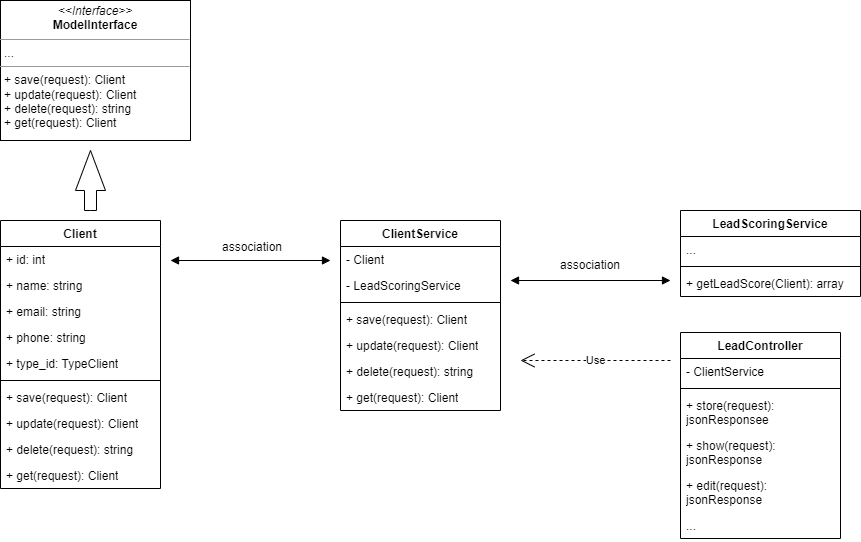 <<Interface>>
ModelInterface
...
+ save(request): Client
+ update(request): Client
+ delete(request): string
+ get(request): Client
Client
+ id: int
+ name: string
+ email: string
+ phone: string
+ type_id: TypeClient
+ save(request): Client
+ update(request): Client
+ delete(request): string
+ get(request): Client
association
ClientService
- Client
- LeadScoringService
+ save(request): Client
+ update(request): Client
+ delete(request): string
+ get(request): Client
association
LeadScoringService
...
+ getLeadScore(Client): array
Use
LeadController
- ClientService
+ store(request):
jsonResponsee
+ show(request):
jsonResponse
+ edit(request):
jsonResponse
...